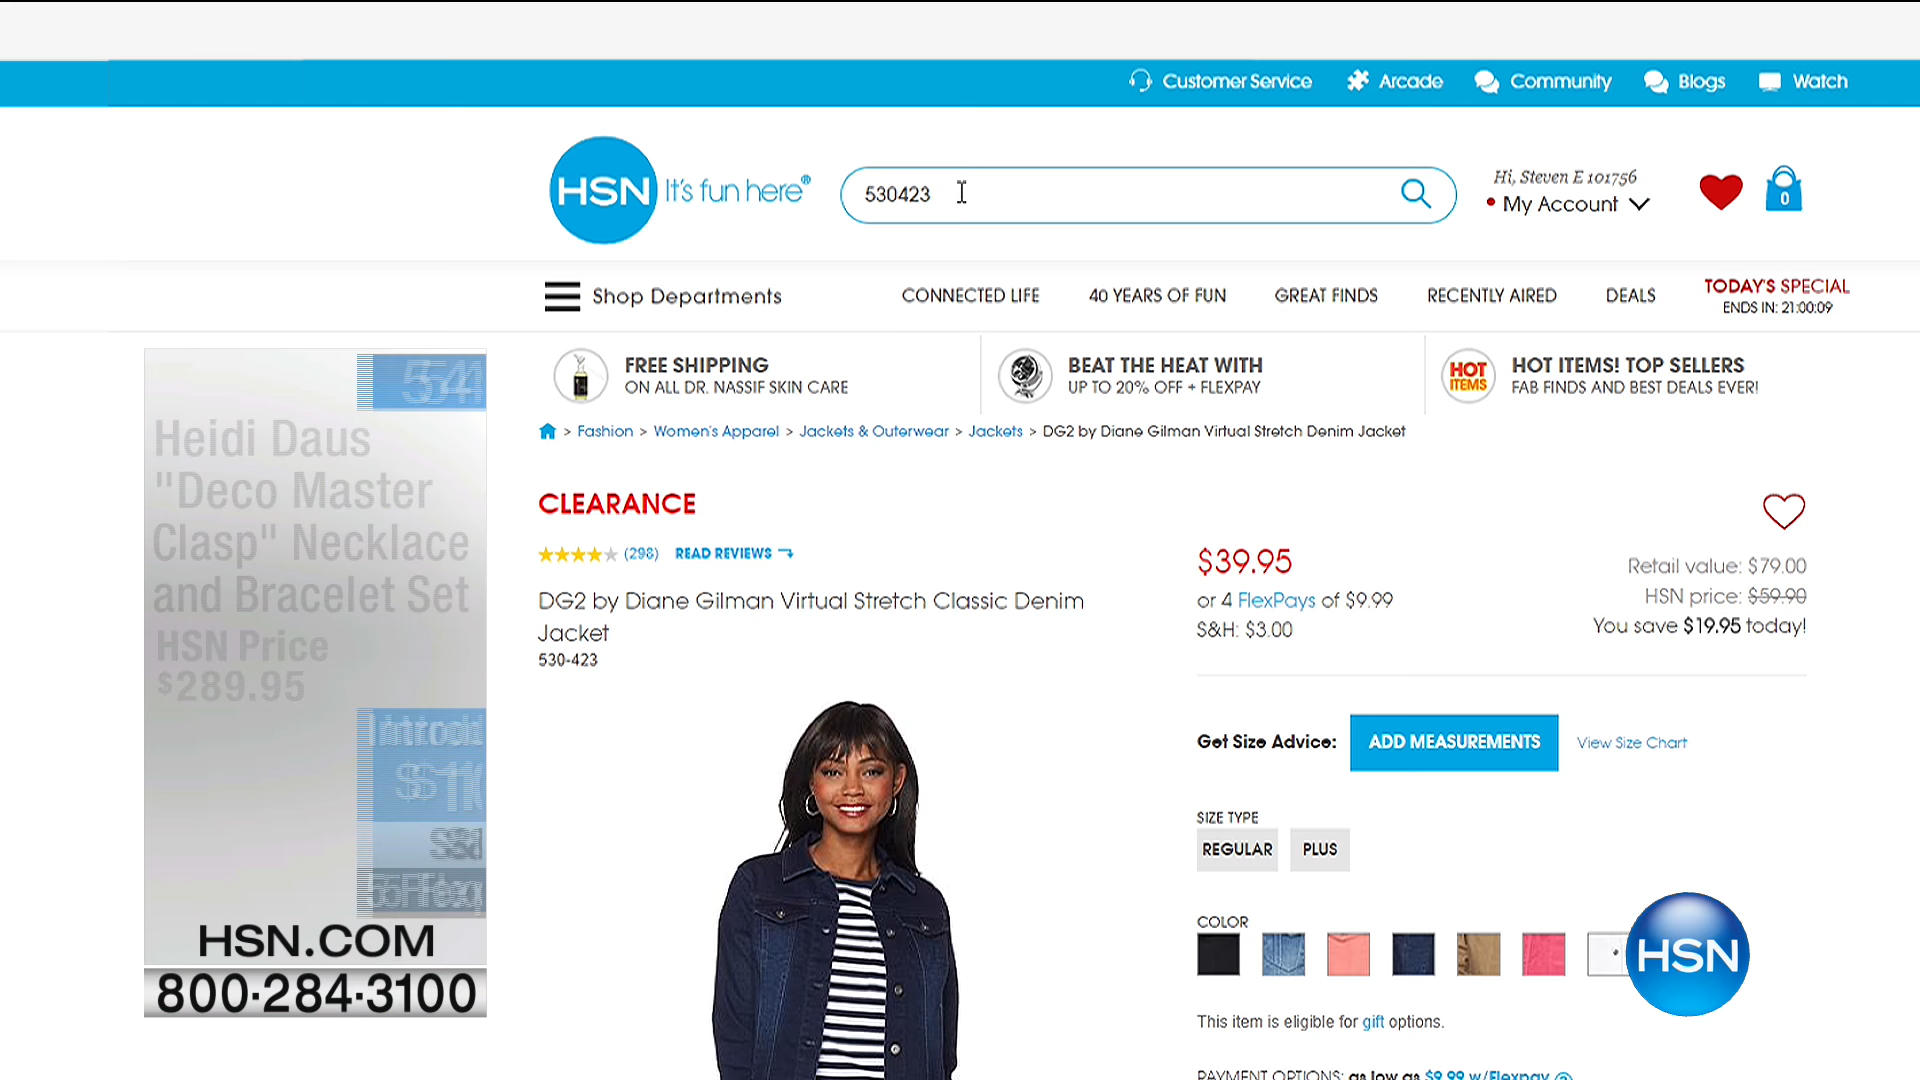 Customer Service
Arcade
Community
Blogs
Watch
HSN It's fun here®
530423
Hi, Steven E 101756
My Account
0
Shop Departments
CONNECTED LIFE
40 YEARS OF FUN
GREAT FINDS
RECENTLY AIRED
DEALS
TODAY'S SPECIAL
ENDS IN: 21:00:09
FREE SHIPPING
ON ALL DR. NASSIF SKIN CARE
BEAT THE HEAT WITH
UP TO 20% OFF + FLEXPAY
HOT
ITEMS
HOT ITEMS! TOP SELLERS
FAB FINDS AND BEST DEALS EVER!
> Fashion > Women's Apparel > Jackets & Outerwear > Jackets > DG2 by Diane Gilman Virtual Stretch Denim Jacket
Heidi Daus
"Deco Master
Clasp" Necklace
and Bracelet Set
HSN Price
$289.95
HSN.COM
800·284·3100
CLEARANCE
(298) READ REVIEWS
DG2 by Diane Gilman Virtual Stretch Classic Denim
Jacket
530-423
$39.95
or 4 FlexPays of $9.99
S&H: $3.00
Retail value: $79.00
HSN price: $59.90
You save $19.95 today!
Get Size Advice:
ADD MEASUREMENTS
View Size Chart
SIZE TYPE
REGULAR
PLUS
COLOR
HSN
This item is eligible for gift options.
PAYMENT OPTIONS: as low as $9.99 w/Flexpay